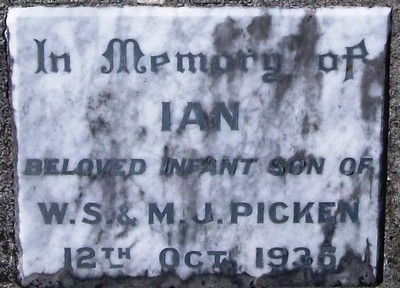 In Memory of
IAN
BELOVED INFANT SON OF
W.S. & M.J. PICKEN
12TH OCT. 1936